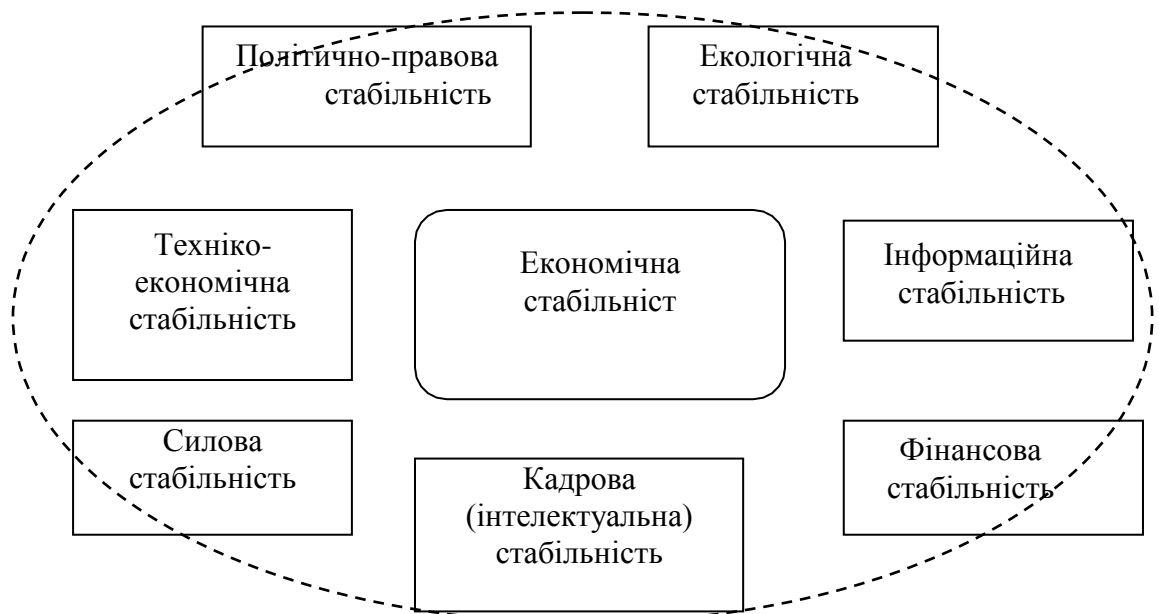 Політично-правова
стабільність
Екологічна
стабільність
Техніко-
економічна
стабільність
Економічна
стабільніст
Інформаційна
стабільність
Силова
стабільність
Кадрова
(інтелектуальна)
стабільність
Фінансова
стабільність